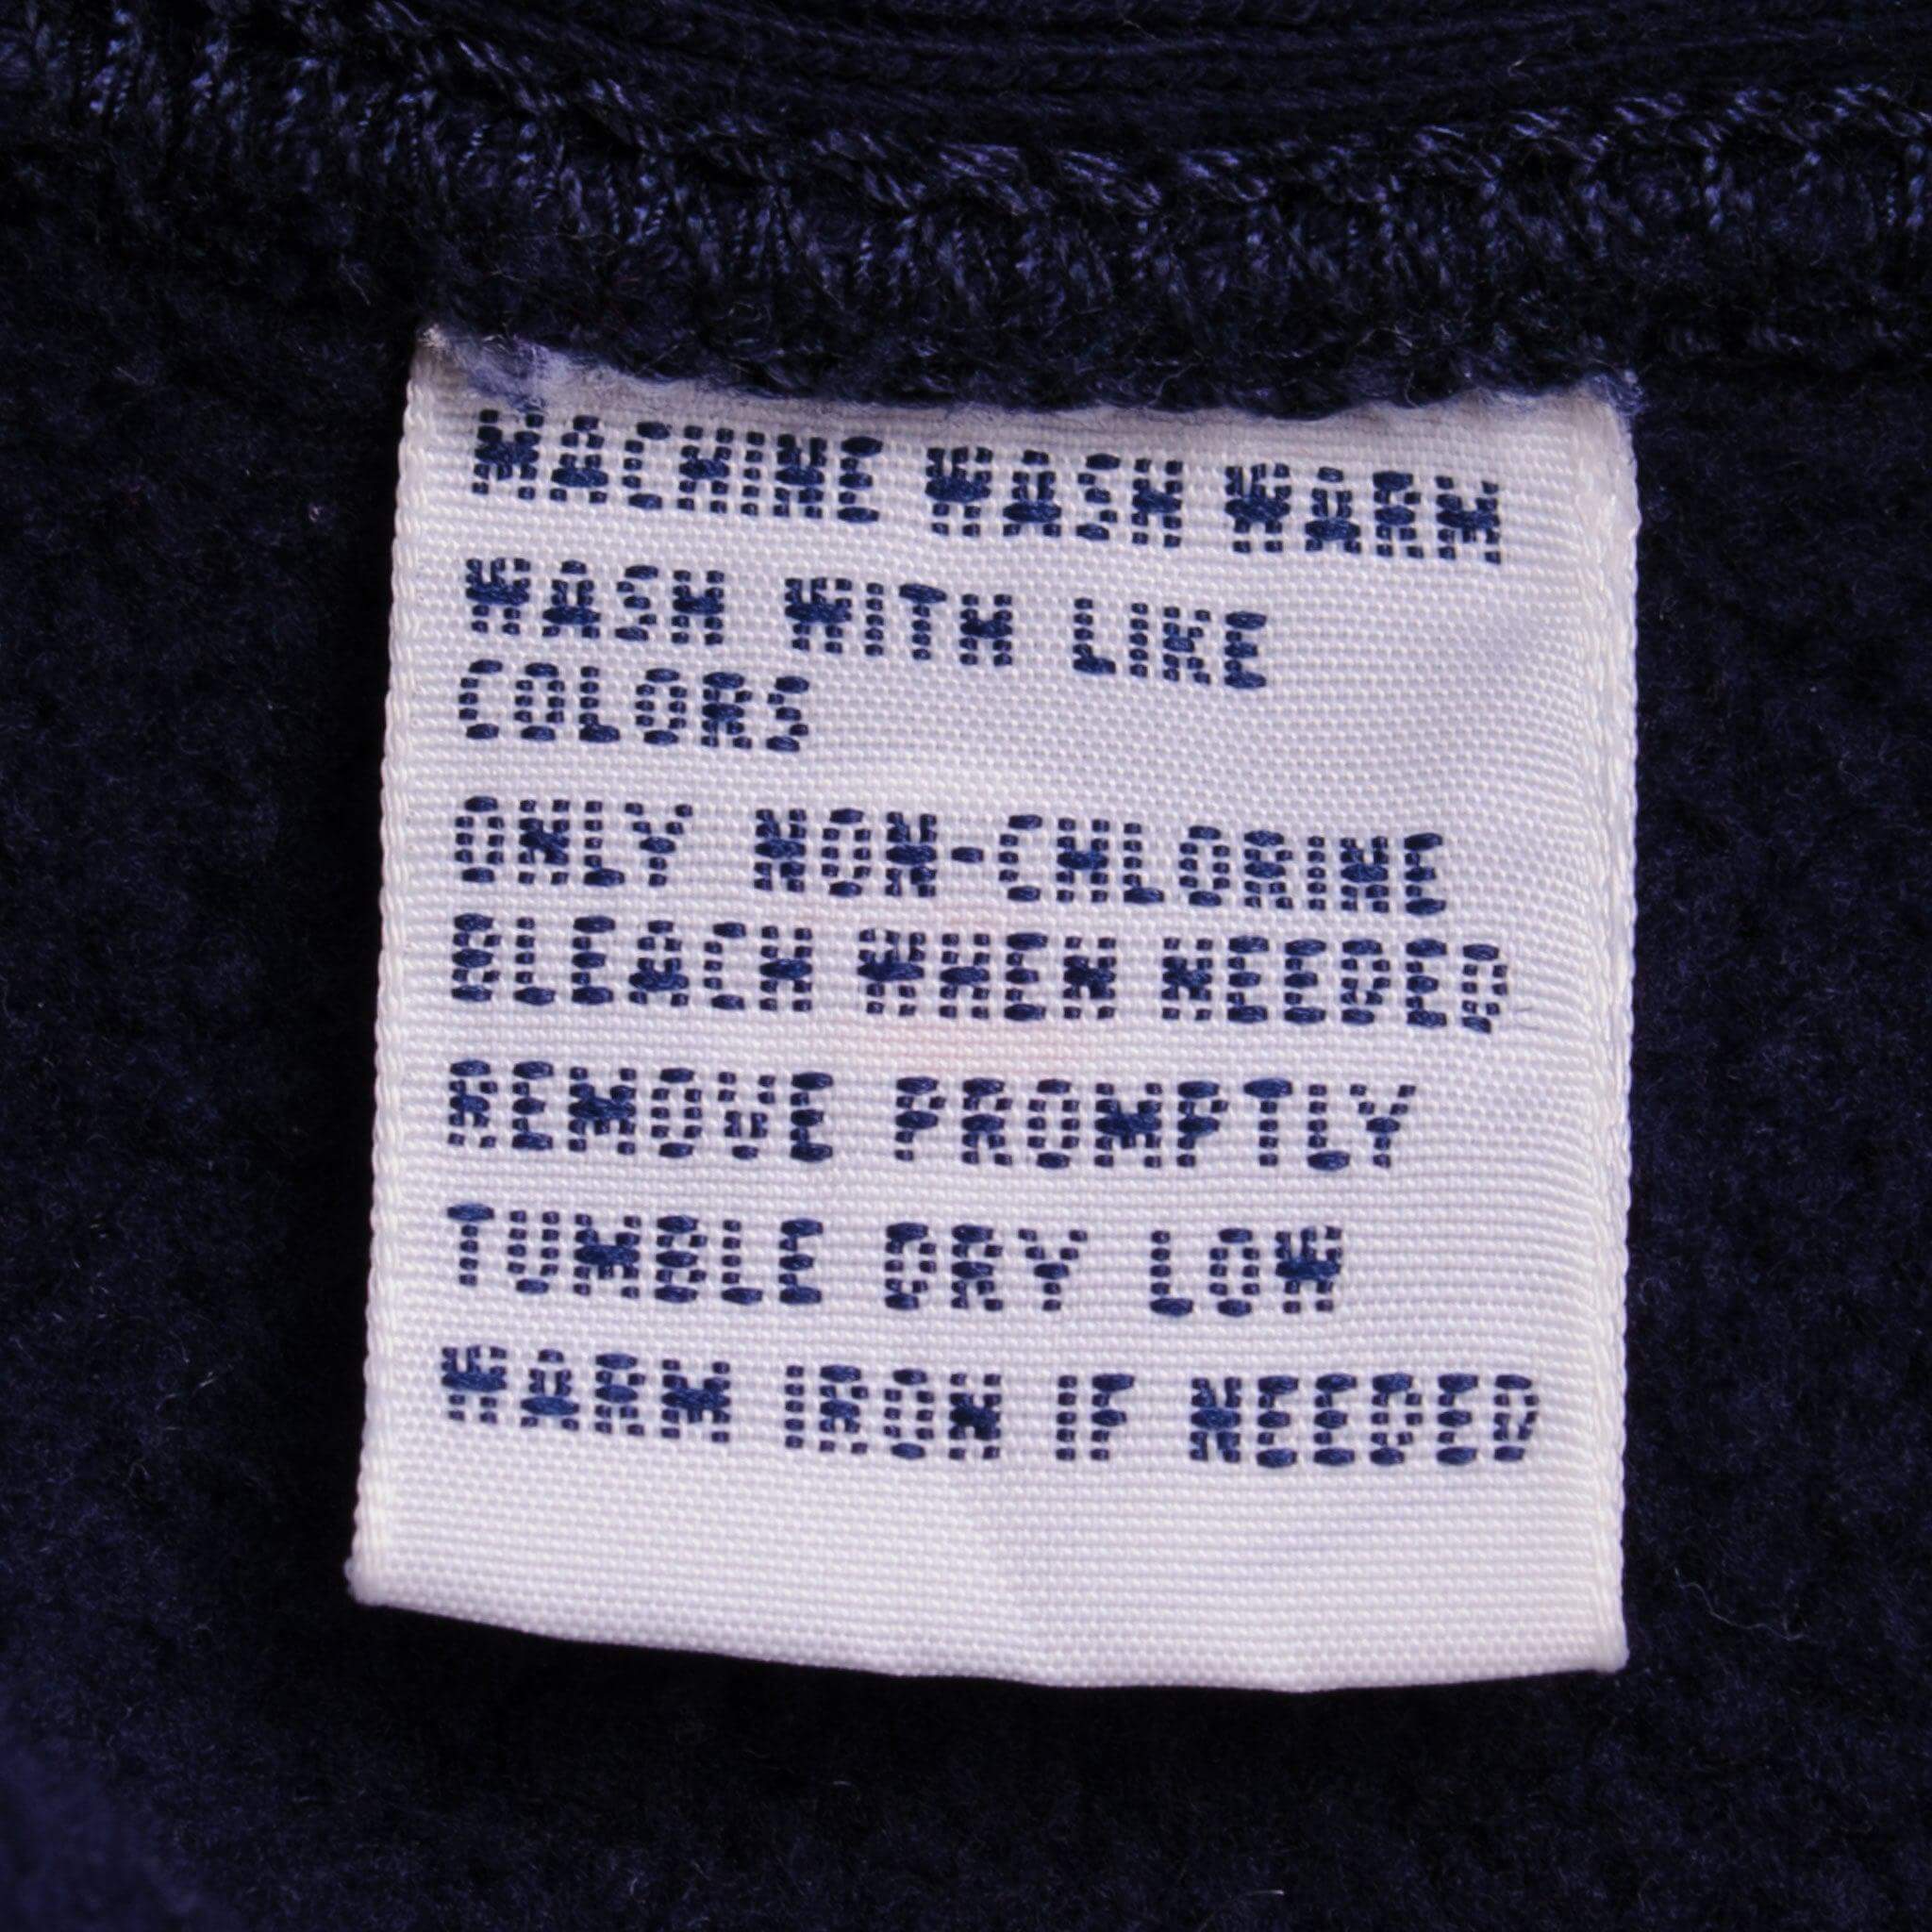 MACHINE WASH WARM
WASH WITH LIKE
COLORS
ONLY NON-CHLORINE
BLEACH WHEN NEEDED
REMOVE PROMPTLY
TUMBLE DRY LOW
WARM IRON IF NEEDED